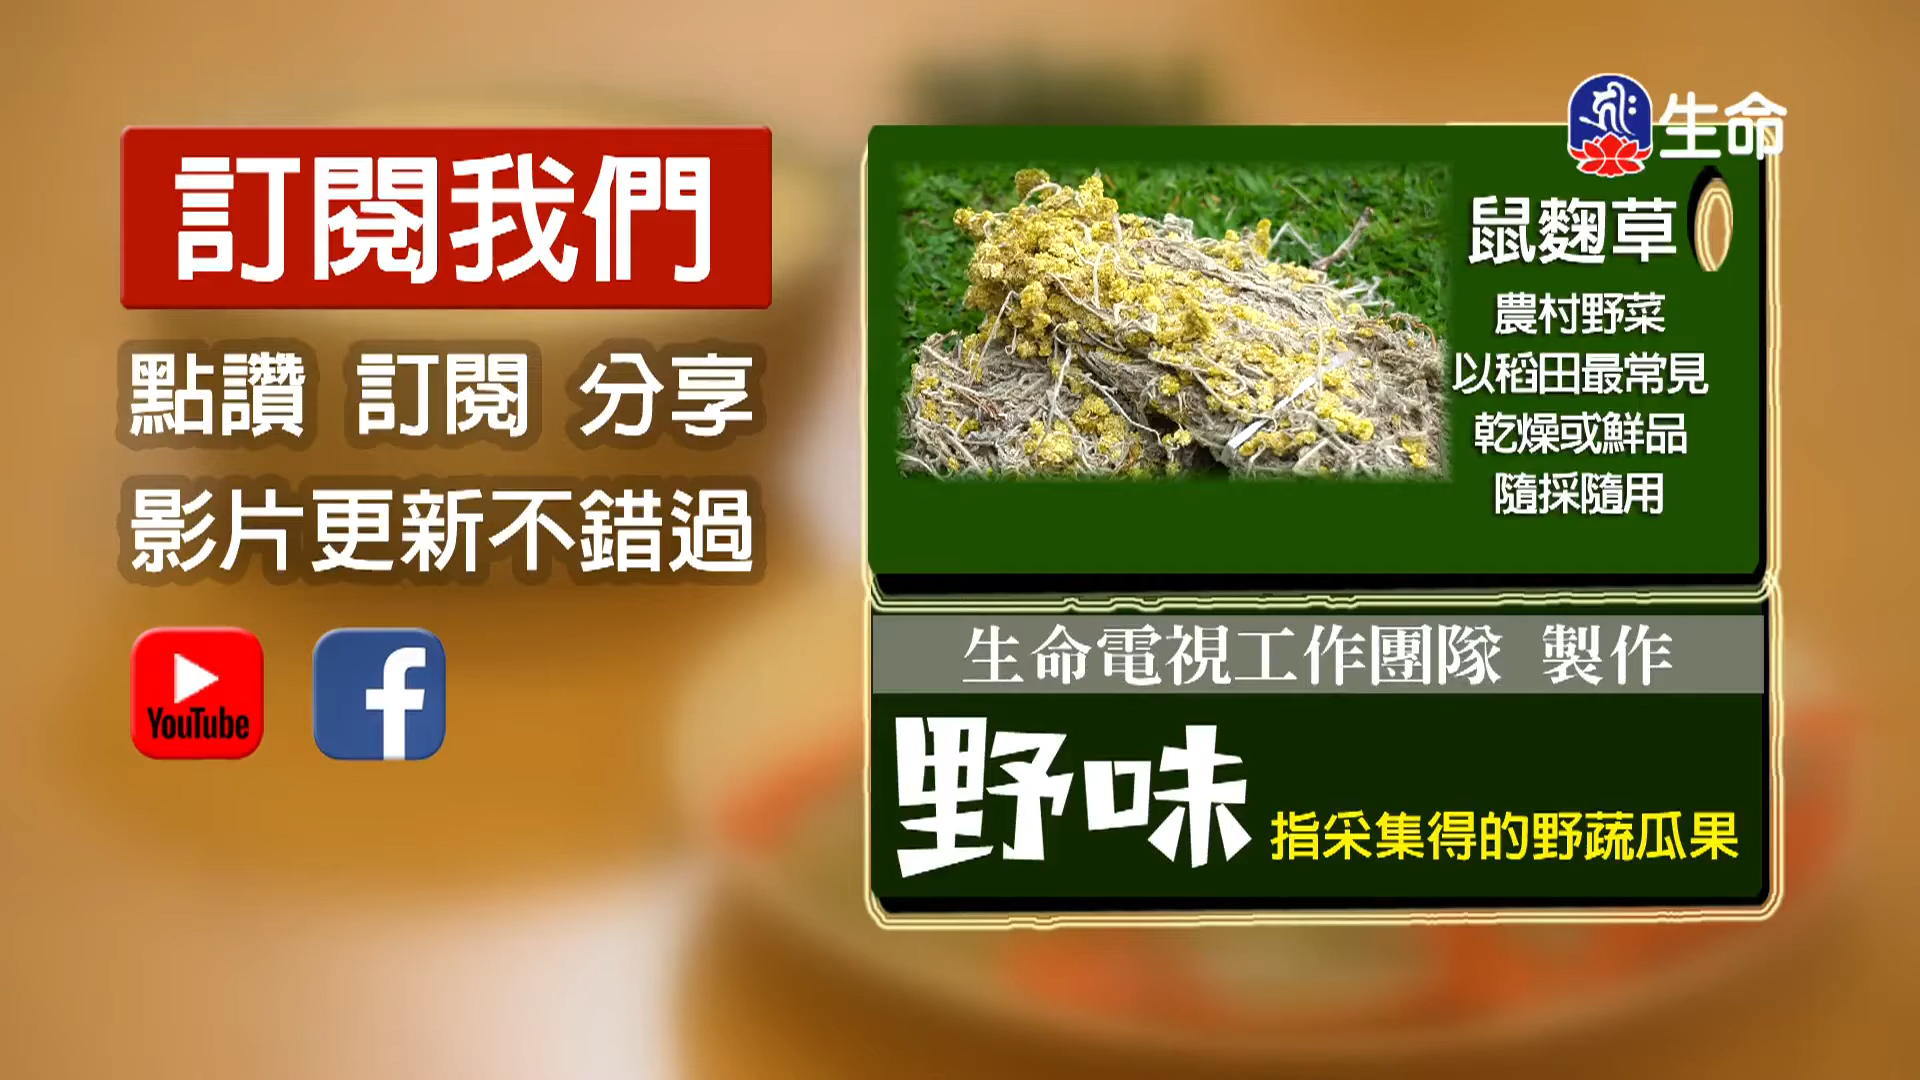 訂閱我們
點讚 訂閱 分享
影片更新不錯過
YouTube
生命
鼠麴草
農村野菜
以稻田最常見
乾燥或鮮品
隨採隨用
生命電視工作團隊 製作
野味
指采集得的野蔬瓜果